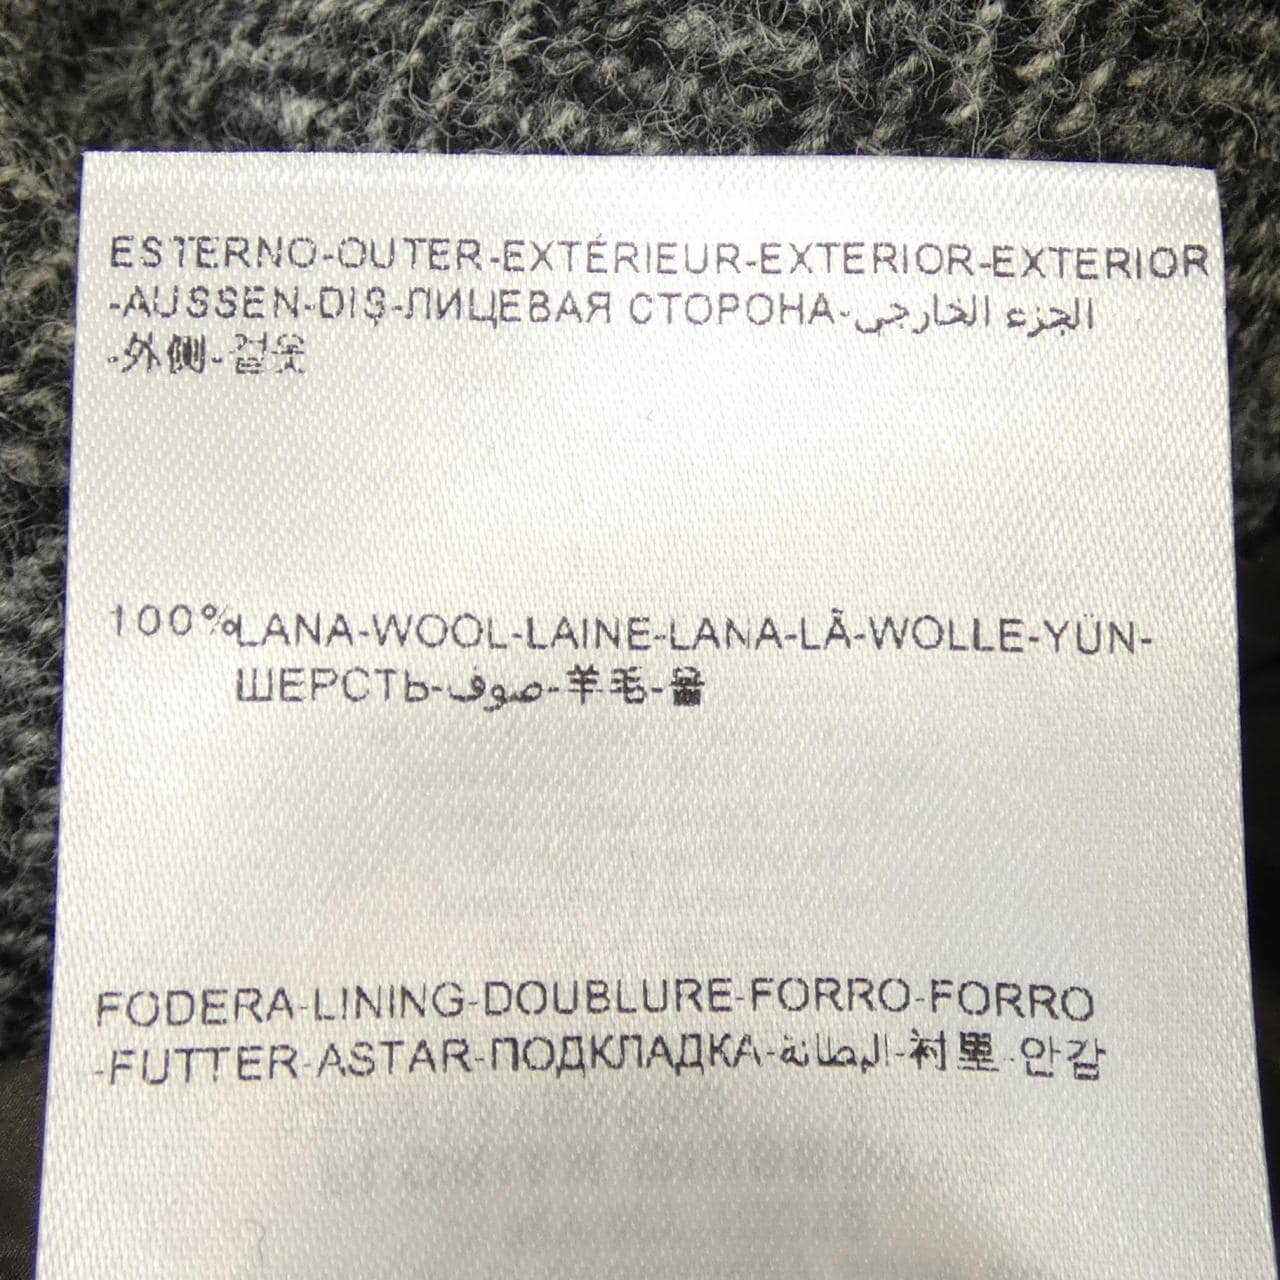 ESTERNO-OUTER-EXTÉRIEUR-EXTERIOR-EXTERIOR
-AUSSEN-DIŞ-ЛИЦЕВАЯ СТОРОНА-الجزء الخارجي
-外側-겉옷
100%LANA-WOOL-LAINE-LANA-LÃ-WOLLE-YÜN-
ШЕРСТЬ-صوف-羊毛-울
FODERA-LINING-DOUBLURE-FORRO-FORRO
-FUTTER-ASTAR-ПОДКЛАДКА-البطانة-衬里-안감